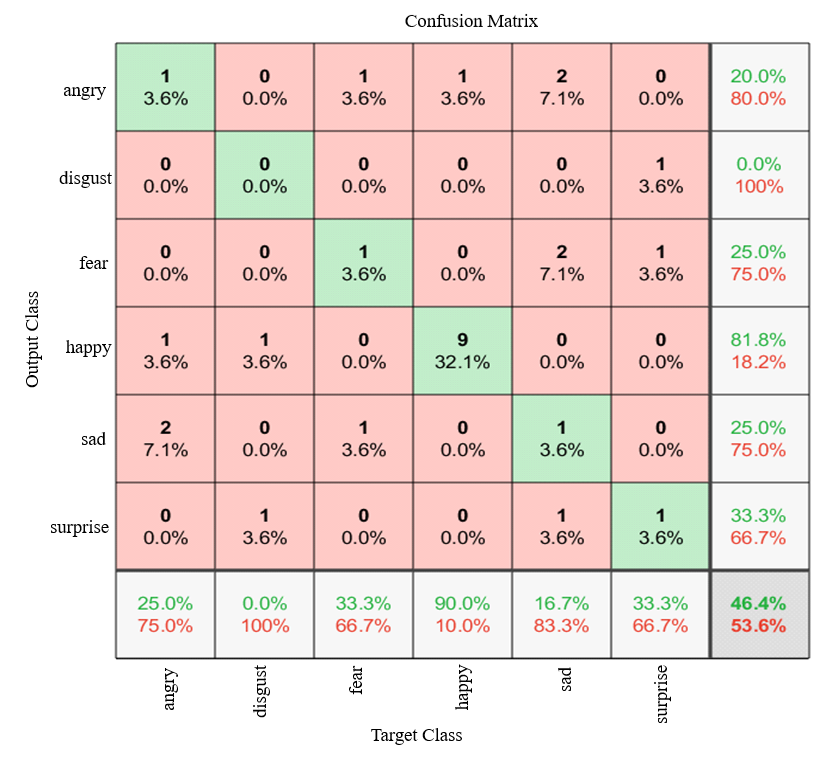 Confusion Matrix
angry 1 0 1 1 2 0 20.0%
3.6% 0.0% 3.6% 3.6% 7.1% 0.0% 80.0%
disgust 0 0 0 0 0 1 0.0%
0.0% 0.0% 0.0% 0.0% 0.0% 3.6% 100%
fear 0 0 1 0 2 1 25.0%
0.0% 0.0% 3.6% 0.0% 7.1% 3.6% 75.0%
happy 1 1 0 9 0 0 81.8%
3.6% 3.6% 0.0% 32.1% 0.0% 0.0% 18.2%
sad 2 0 1 0 1 0 25.0%
7.1% 0.0% 3.6% 0.0% 3.6% 0.0% 75.0%
surprise 0 1 0 0 1 1 33.3%
0.0% 3.6% 0.0% 0.0% 3.6% 3.6% 66.7%
25.0% 0.0% 33.3% 90.0% 16.7% 33.3% 46.4%
75.0% 100% 66.7% 10.0% 83.3% 66.7% 53.6%
angry disgust fear happy sad surprise
Target Class
Output Class